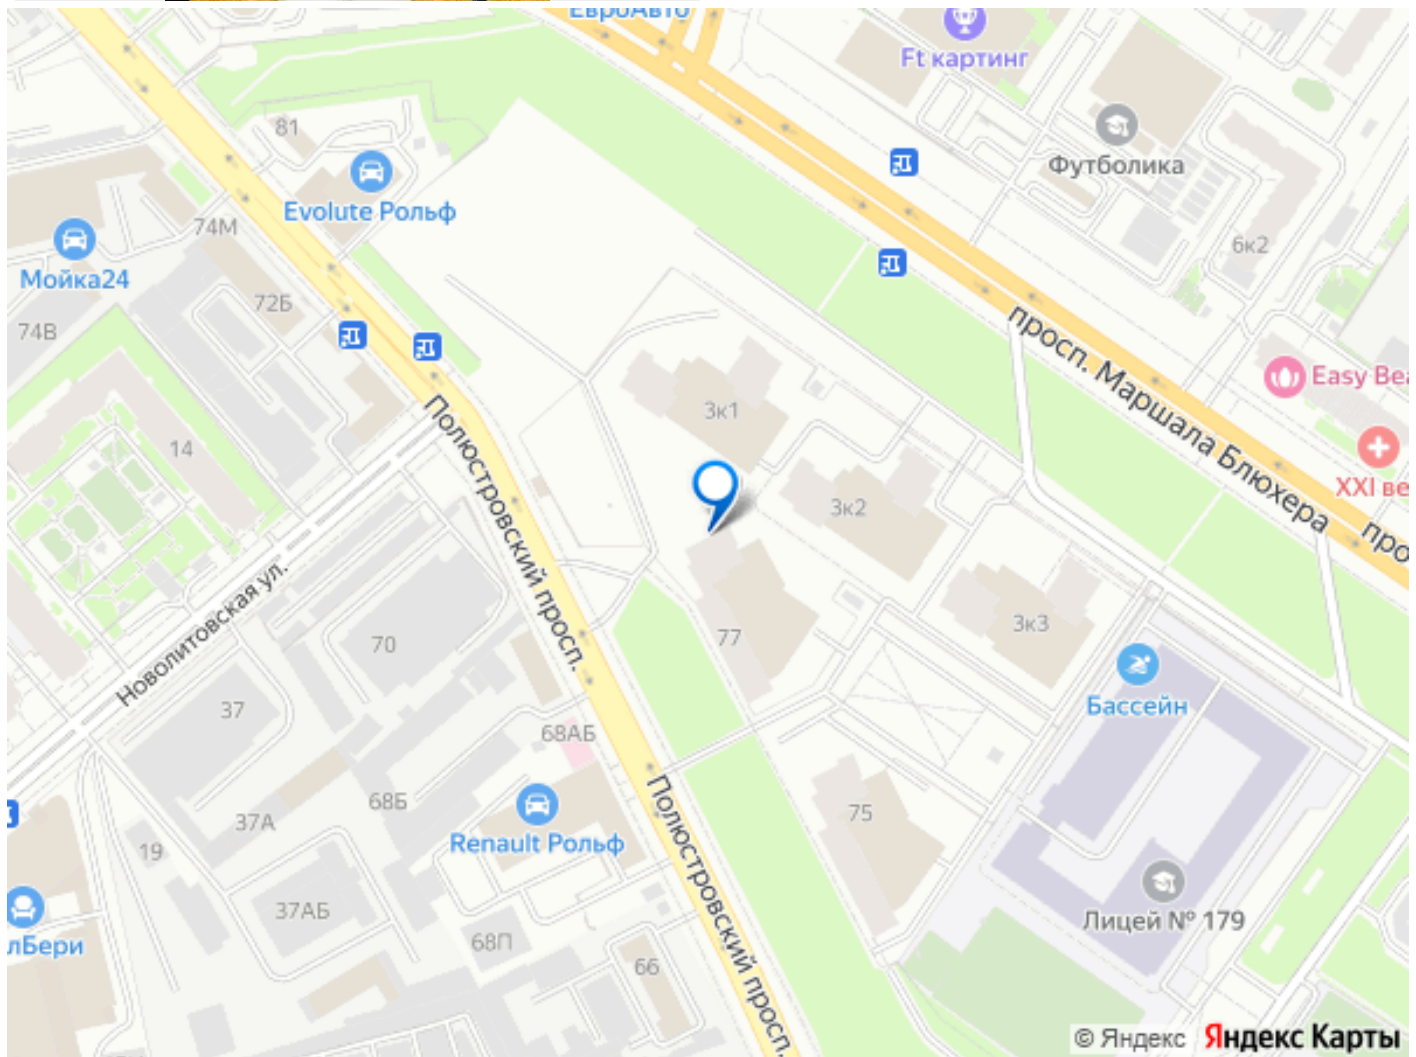 ЕвроАвто
Ft картинг
81
Футболика
Evolute Рольф
74М
6к2
Мойка24
72Б
74В
просп. Маршала Блюхера
Easy Bea
3к1
Полюстровский просп.
14
XXI ве
3к2
про
Новолитовская ул.
3к3
77
70
Бассейн
37
68АБ
Полюстровский просп.
68Б
75
37А
Renault Рольф
19
37АБ
Лицей № 179
лБери
68П
66
© Яндекс Яндекс Карты